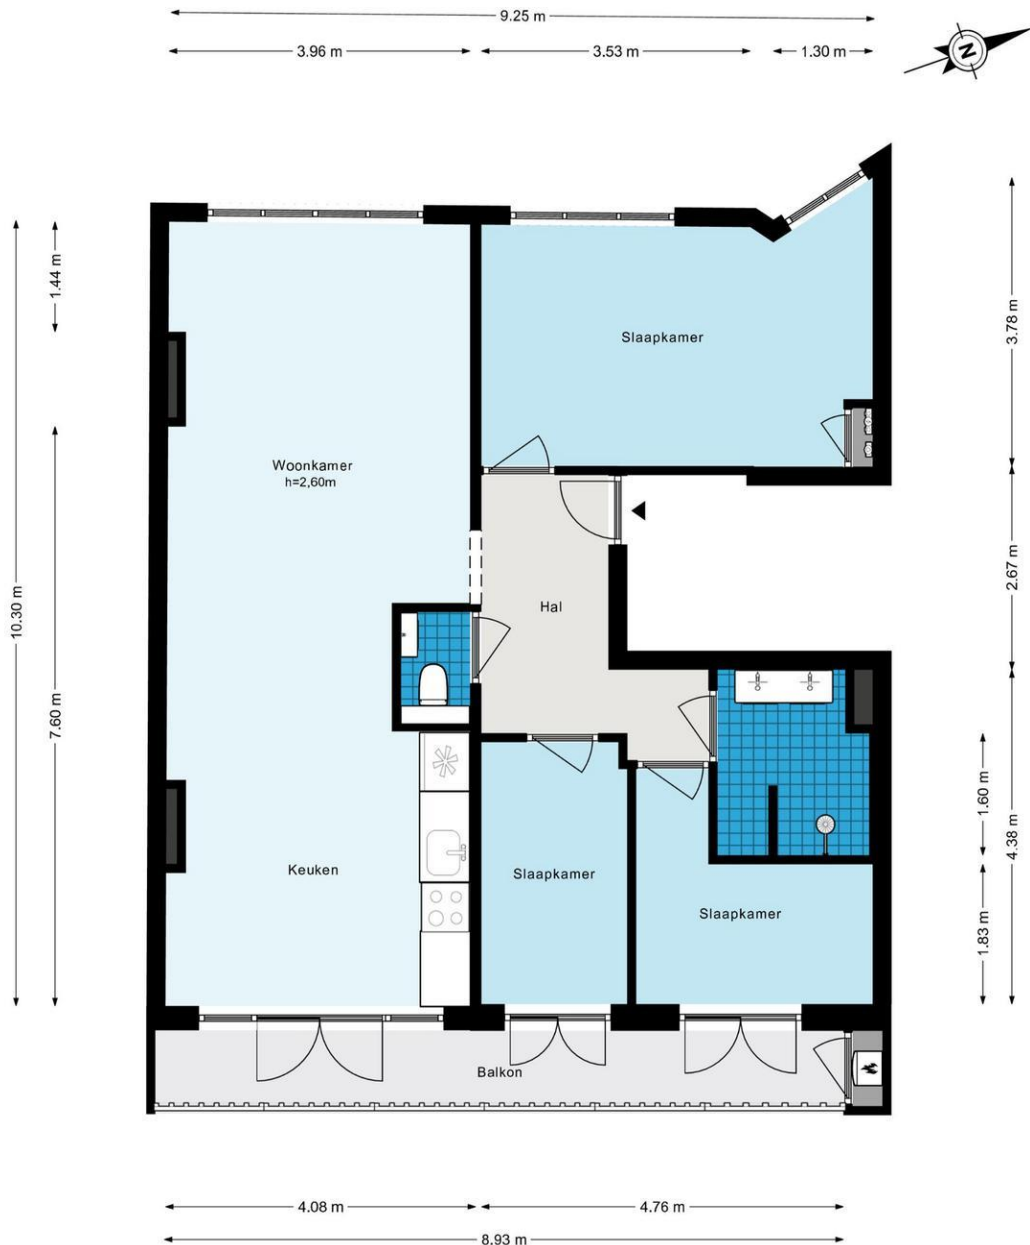 9.25 m
3.96 m
3.53 m
1.30 m
N
1.44 m
10.30 m
7.60 m
3.78 m
2.67 m
4.38 m
1.60 m
1.83 m
Slaapkamer
Woonkamer
h=2,60m
Hal
Keuken
Slaapkamer
Slaapkamer
Balkon
4.08 m
4.76 m
8.93 m